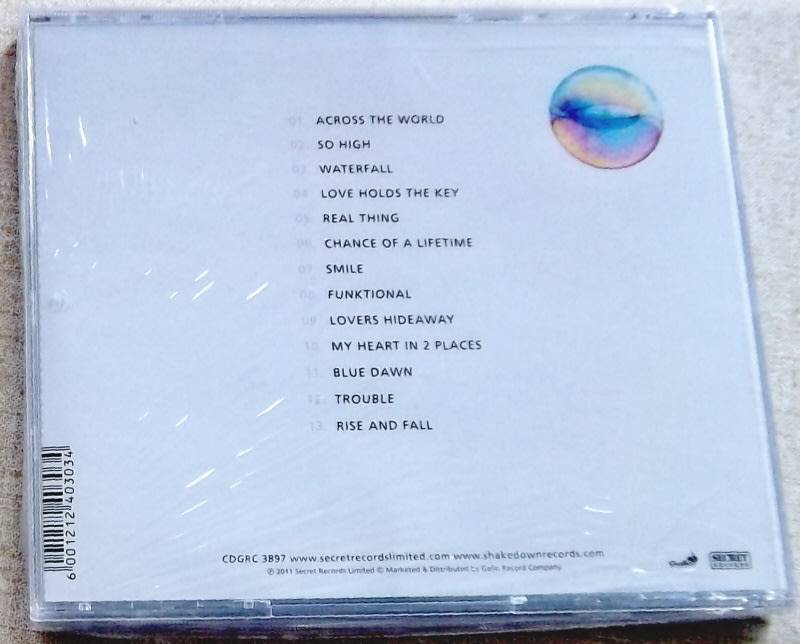 01. ACROSS THE WORLD
02. SO HIGH
03. WATERFALL
04. LOVE HOLDS THE KEY
05. REAL THING
06. CHANCE OF A LIFETIME
07. SMILE
08. FUNKTIONAL
09. LOVERS HIDEAWAY
10. MY HEART IN 2 PLACES
11. BLUE DAWN
12. TROUBLE
13. RISE AND FALL
6 001212 403034
CDGRC 3897 www.secretrecordslimited.com www.shakedownrecords.com
℗ 2011 Secret Records Limited © Marketed & Distributed by Gallo Record Company.
Gallo
SECRET
RECORDS